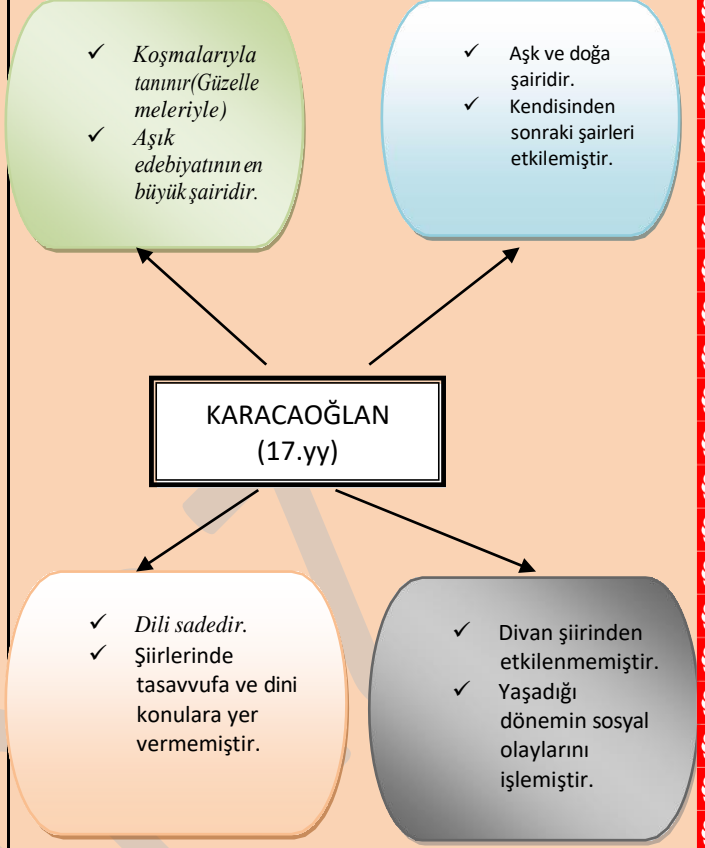 ✓ Koşmalarıyla
tanınır(Güzelle
meleriyle)
✓ Aşık
edebiyatının en
büyük şairidir.
✓ Aşk ve doğa
şairidir.
✓ Kendisinden
sonraki şairleri
etkilemiştir.
KARACAOĞLAN
(17.yy)
✓ Dili sadedir.
✓ Şiirlerinde
tasavvufa ve dini
konulara yer
vermemiştir.
✓ Divan şiirinden
etkilenmemiştir.
✓ Yaşadığı
dönemin sosyal
olaylarını
işlemiştir.